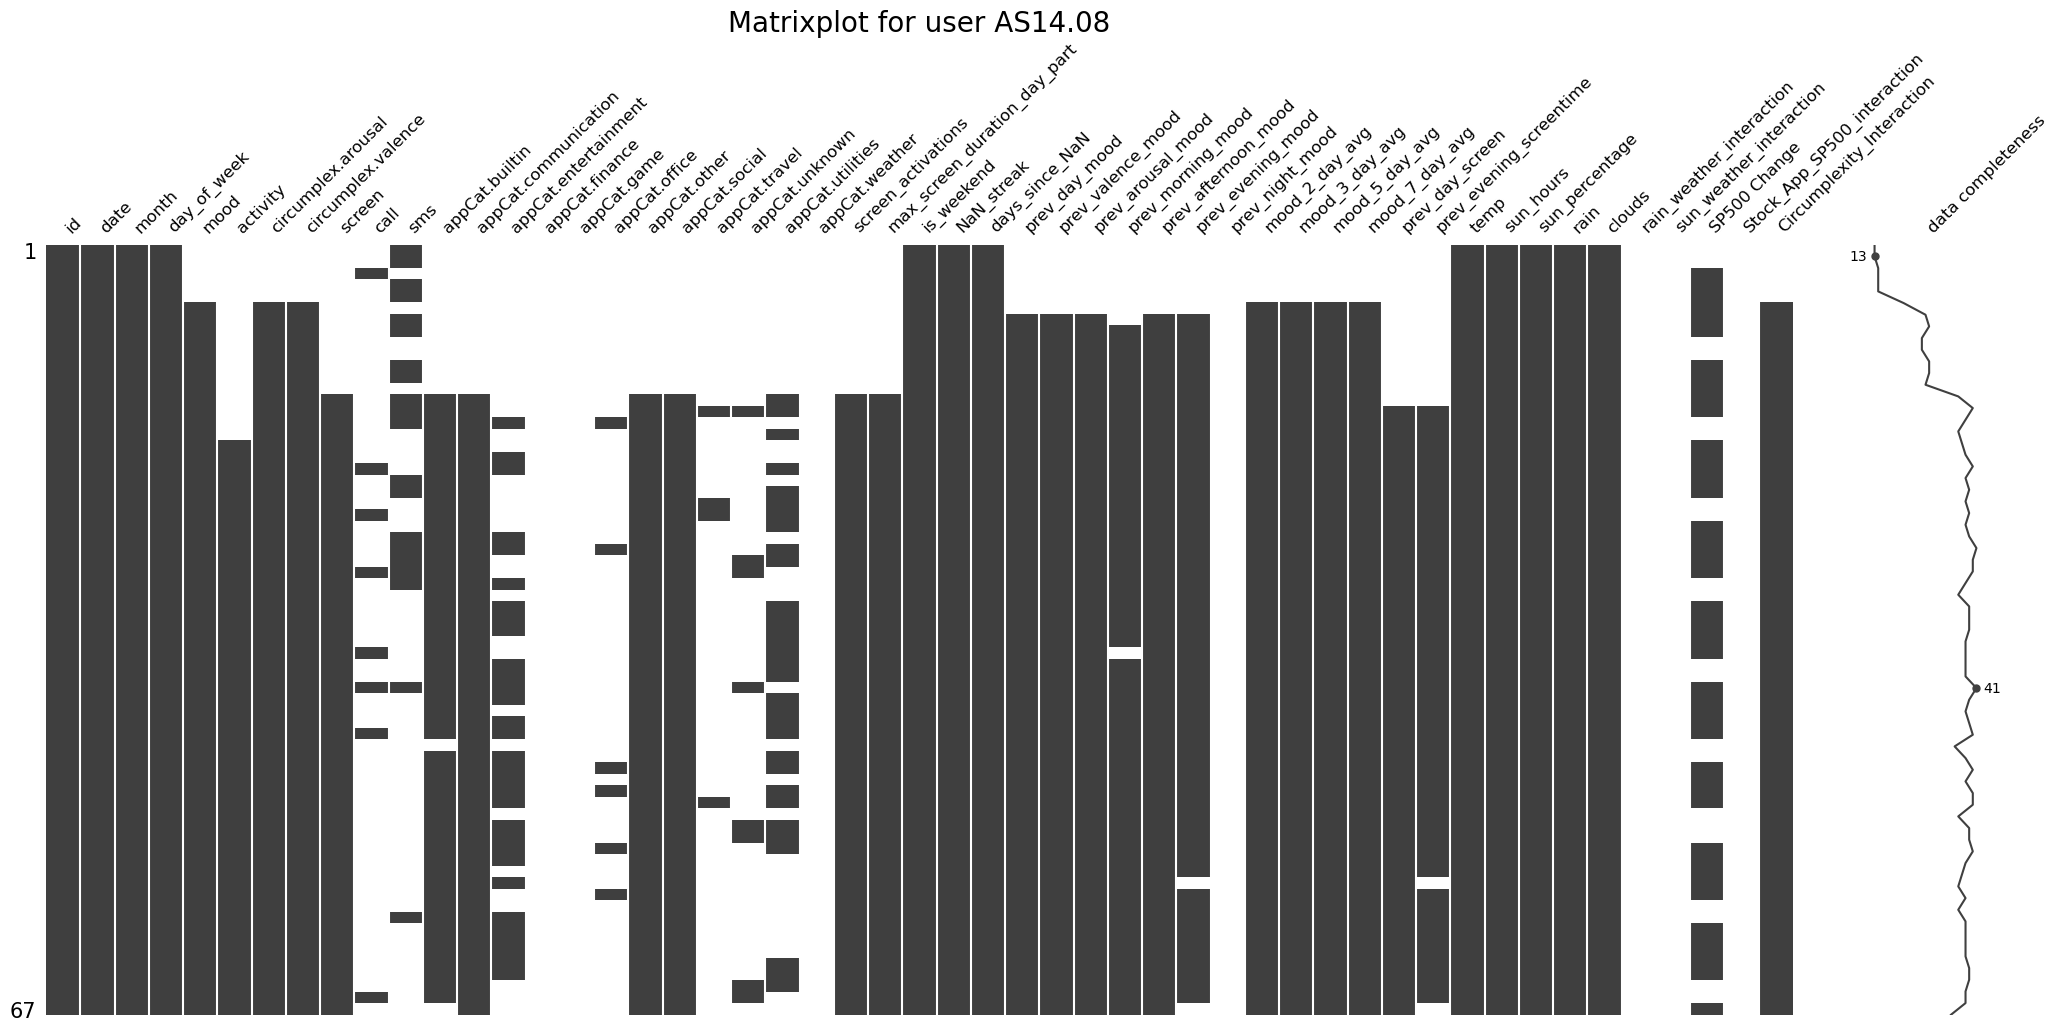 Matrixplot for user AS14.08
id
date
month
day_of_week
mood
activity
circumplex.arousal
circumplex.valence
screen
call
sms
appCat.builtin
appCat.communication
appCat.entertainment
appCat.finance
appCat.game
appCat.office
appCat.other
appCat.social
appCat.travel
appCat.unknown
appCat.utilities
appCat.weather
screen_activations
max_screen_duration_day_part
is_weekend
NaN_streak
days_since_NaN
prev_day_mood
prev_valence_mood
prev_arousal_mood
prev_morning_mood
prev_afternoon_mood
prev_evening_mood
prev_night_mood
mood_2_day_avg
mood_3_day_avg
mood_5_day_avg
mood_7_day_avg
prev_day_screen
prev_evening_screentime
temp
sun_hours
sun_percentage
rain
clouds
rain_weather_interaction
sun_weather_interaction
SP500 Change
Stock_App_SP500_interaction
Circumplexity_Interaction
data completeness
1
13
41
67